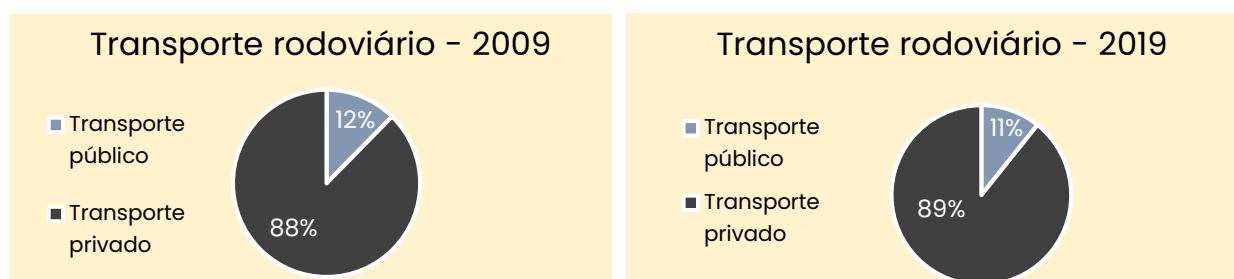 Transporte rodoviário - 2009
Transporte
público
Transporte
privado
12%
88%
Transporte rodoviário - 2019
Transporte
público
Transporte
privado
11%
89%